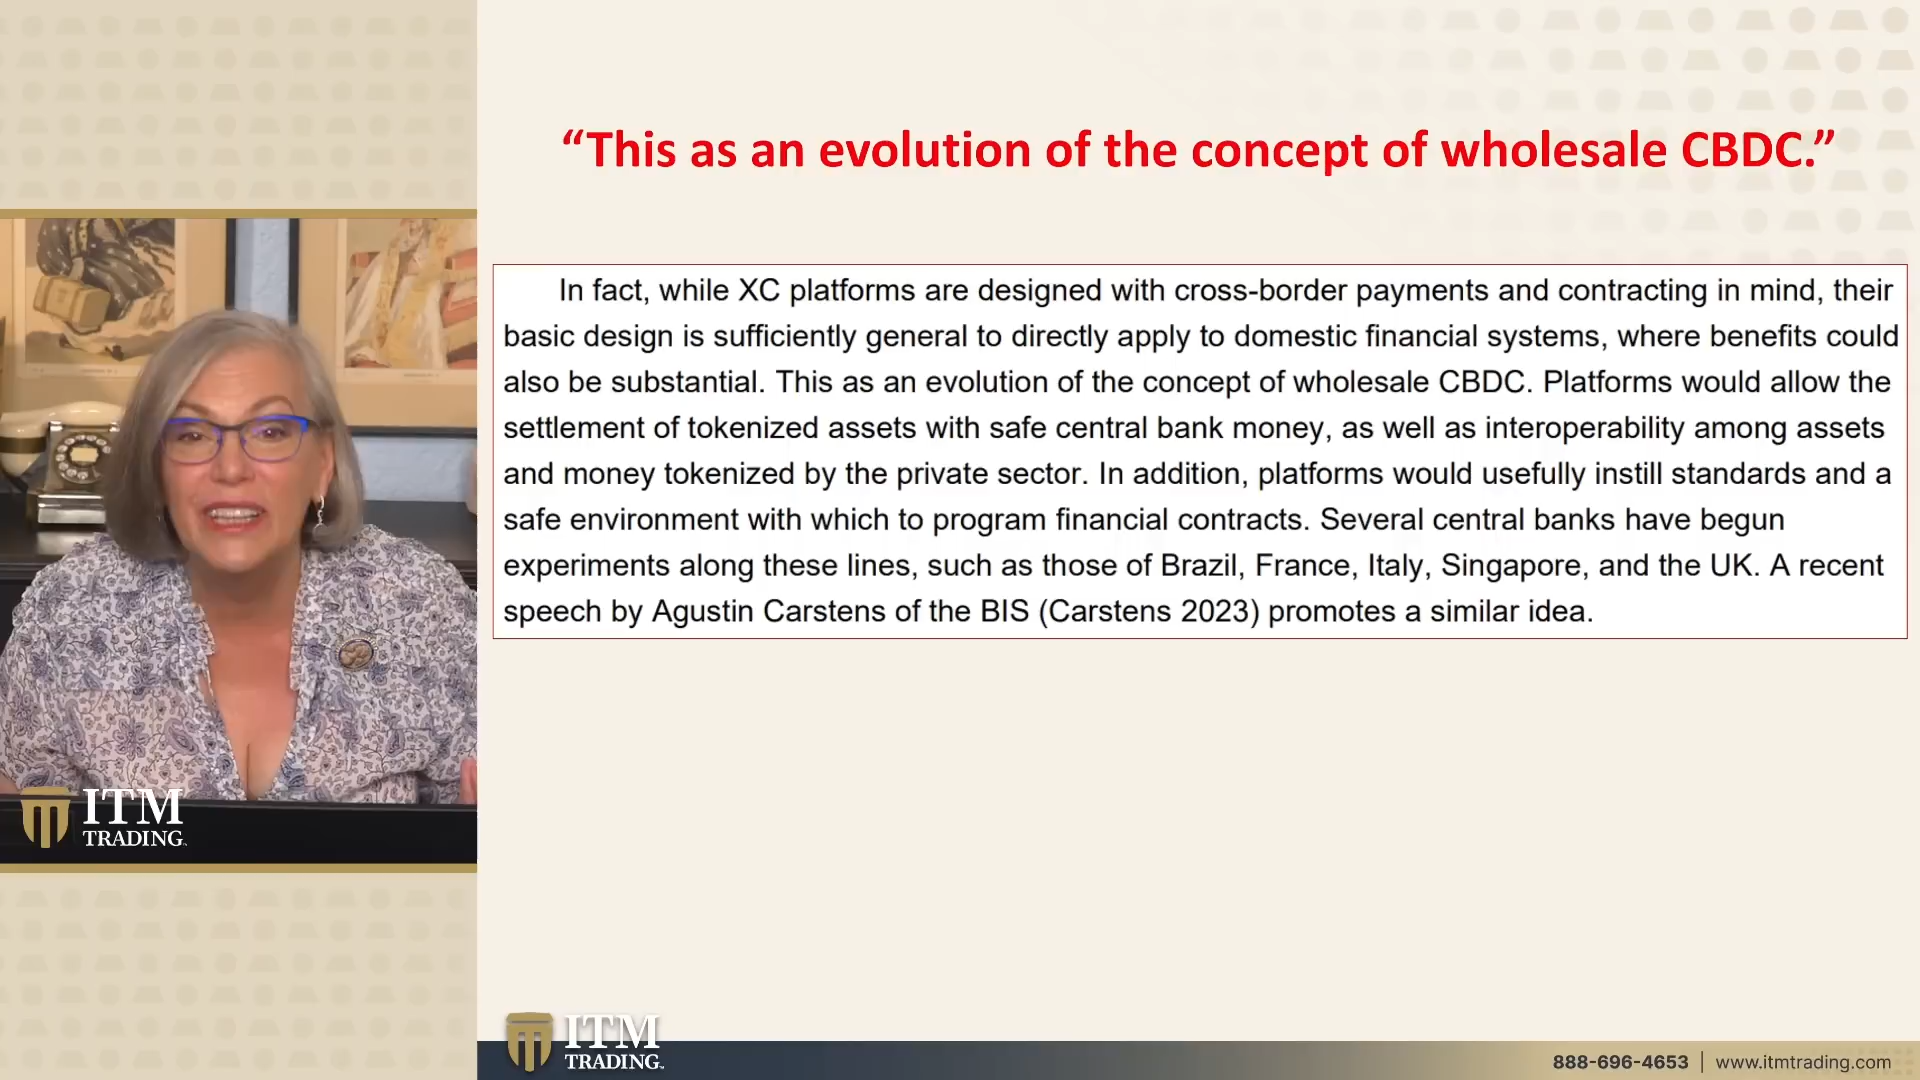 “This as an evolution of the concept of wholesale CBDC.”
In fact, while XC platforms are designed with cross-border payments and contracting in mind, their
basic design is sufficiently general to directly apply to domestic financial systems, where benefits could
also be substantial. This as an evolution of the concept of wholesale CBDC. Platforms would allow the
settlement of tokenized assets with safe central bank money, as well as interoperability among assets
and money tokenized by the private sector. In addition, platforms would usefully instill standards and a
safe environment with which to program financial contracts. Several central banks have begun
experiments along these lines, such as those of Brazil, France, Italy, Singapore, and the UK. A recent
speech by Agustin Carstens of the BIS (Carstens 2023) promotes a similar idea.
ITM
TRADING
ITM
TRADING
888-696-4653 | www.itmtrading.com